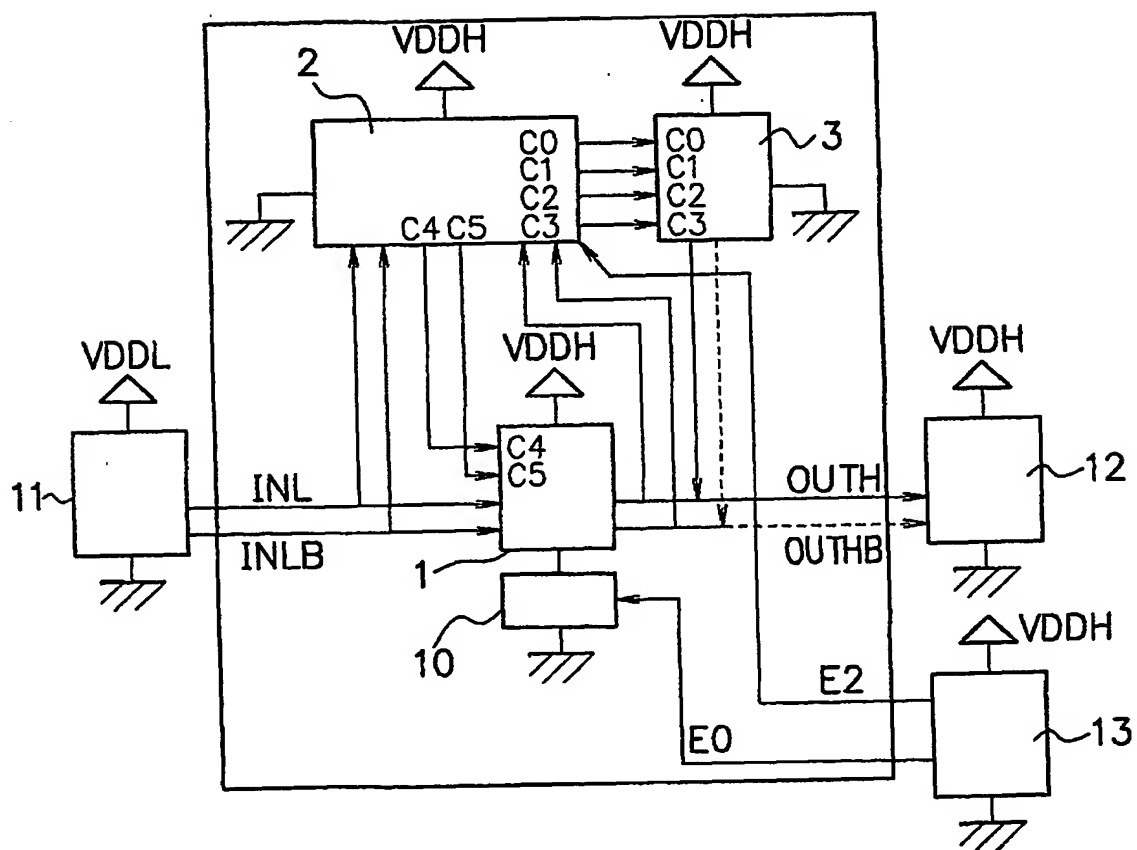 VDDH VDDH
2
C0 C0 3
C1 C1
C2 C2
C4 C5 C3 C3
VDDL VDDH VDDH
C4
C5
11 INL OUTH 12
INLB 1 OUTHB
10 VDDH
E2
E0 13